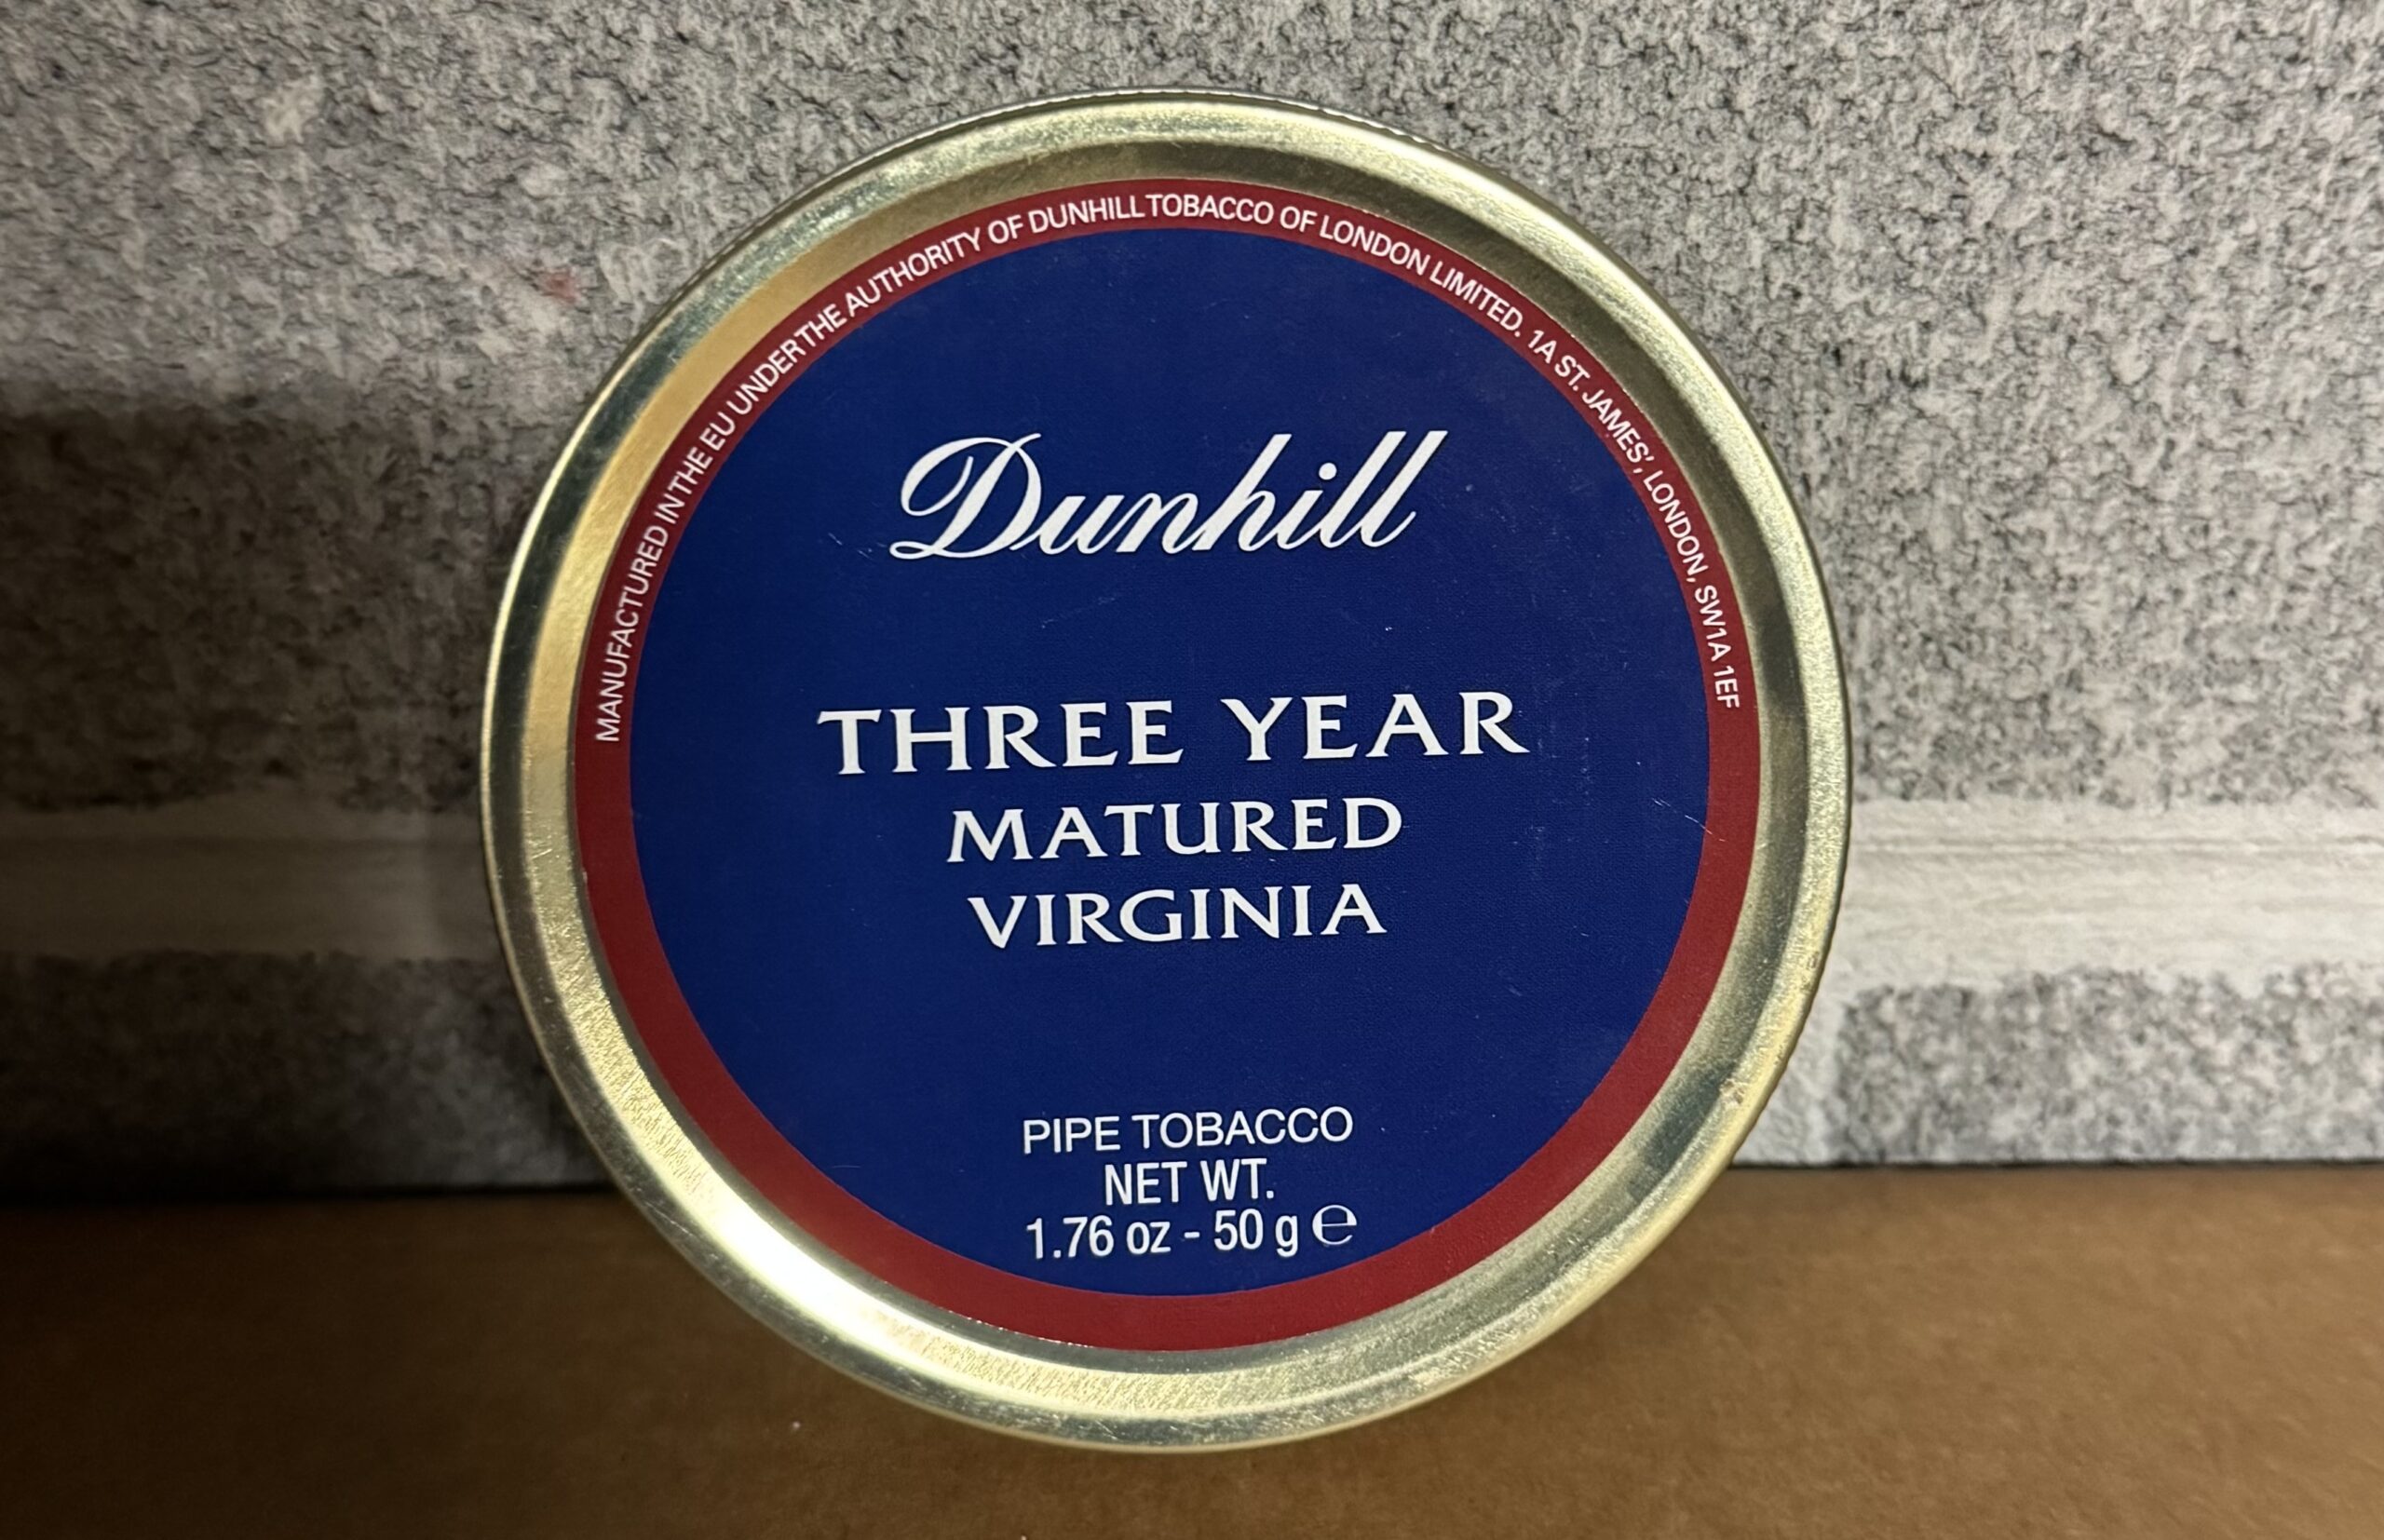 MANUFACTURED IN THE EU UNDER THE AUTHORITY OF DUNHILL TOBACCO OF LONDON LIMITED. 1A ST. JAMES', LONDON, SW1A 1EF
Dunhill
THREE YEAR
MATURED
VIRGINIA
PIPE TOBACCO
NET WT.
1.76 oz - 50 g ℮